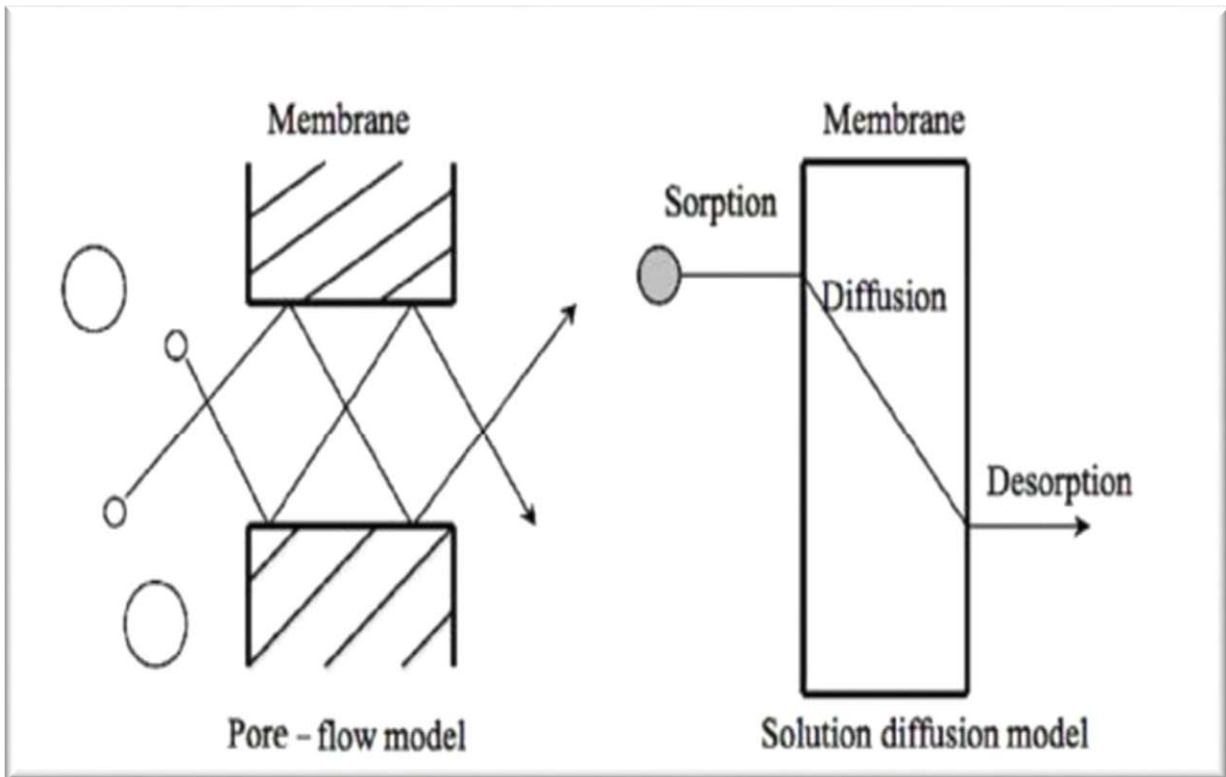 Membrane
Membrane
Sorption
Diffusion
Desorption
Pore – flow model
Solution diffusion model